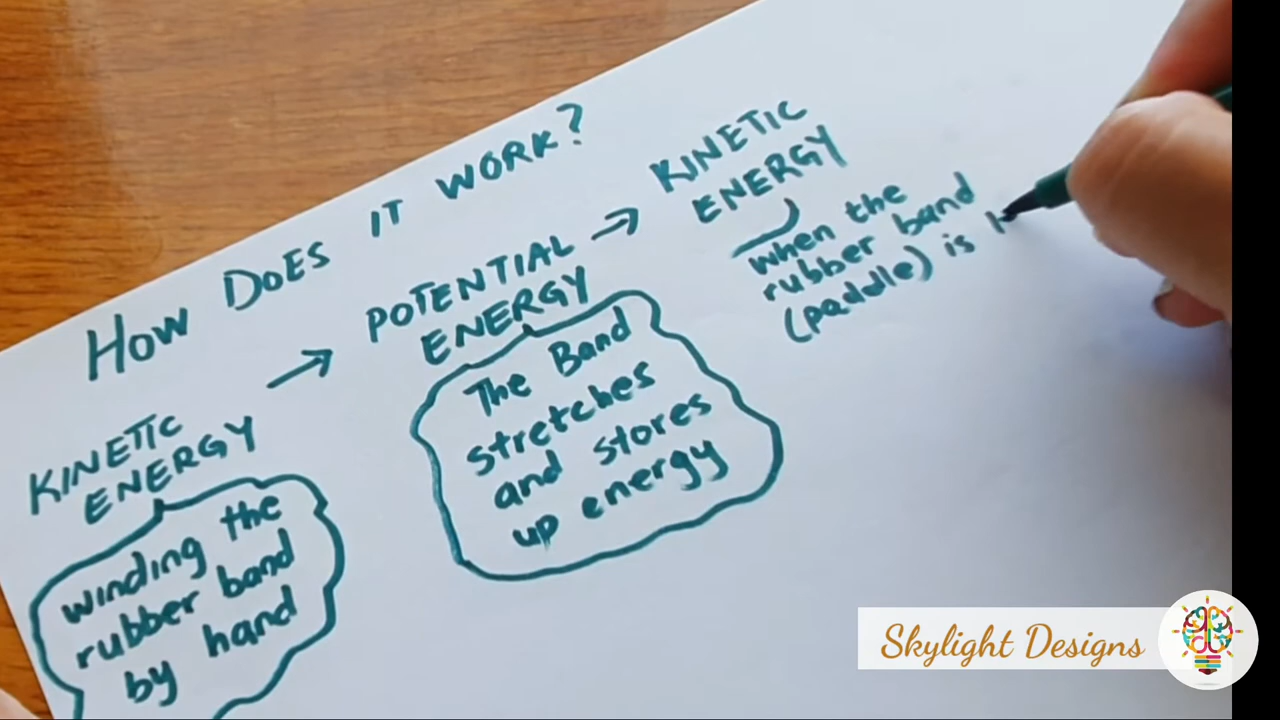 HOW DOES IT WORK?
KINETIC
ENERGY
winding the
rubber band
by hand
POTENTIAL
ENERGY
The Band
stretches
and stores
up energy
KINETIC
ENERGY
when the
rubber band
(paddle) is
Skylight Designs